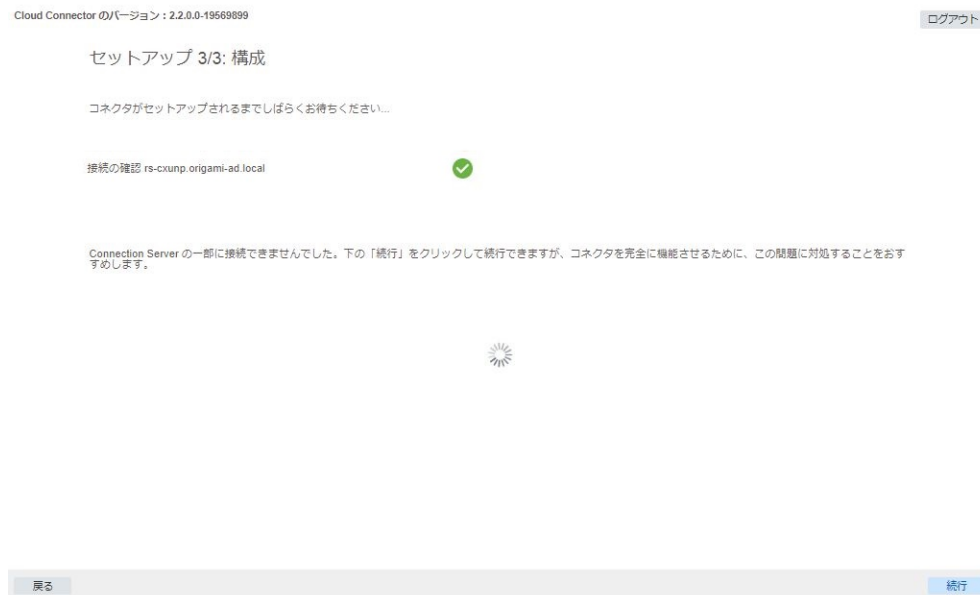 Cloud Connector のバージョン : 2.2.0.0-19569899
ログアウト
セットアップ 3/3: 構成
コネクタがセットアップされるまでしばらくお待ちください...
接続の確認 rs-cxunp.origami-ad.local
Connection Server の一部に接続できませんでした。下の「続行」をクリックして続行できますが、コネクタを完全に機能させるために、この問題に対処することをおす
すめします。
戻る
続行